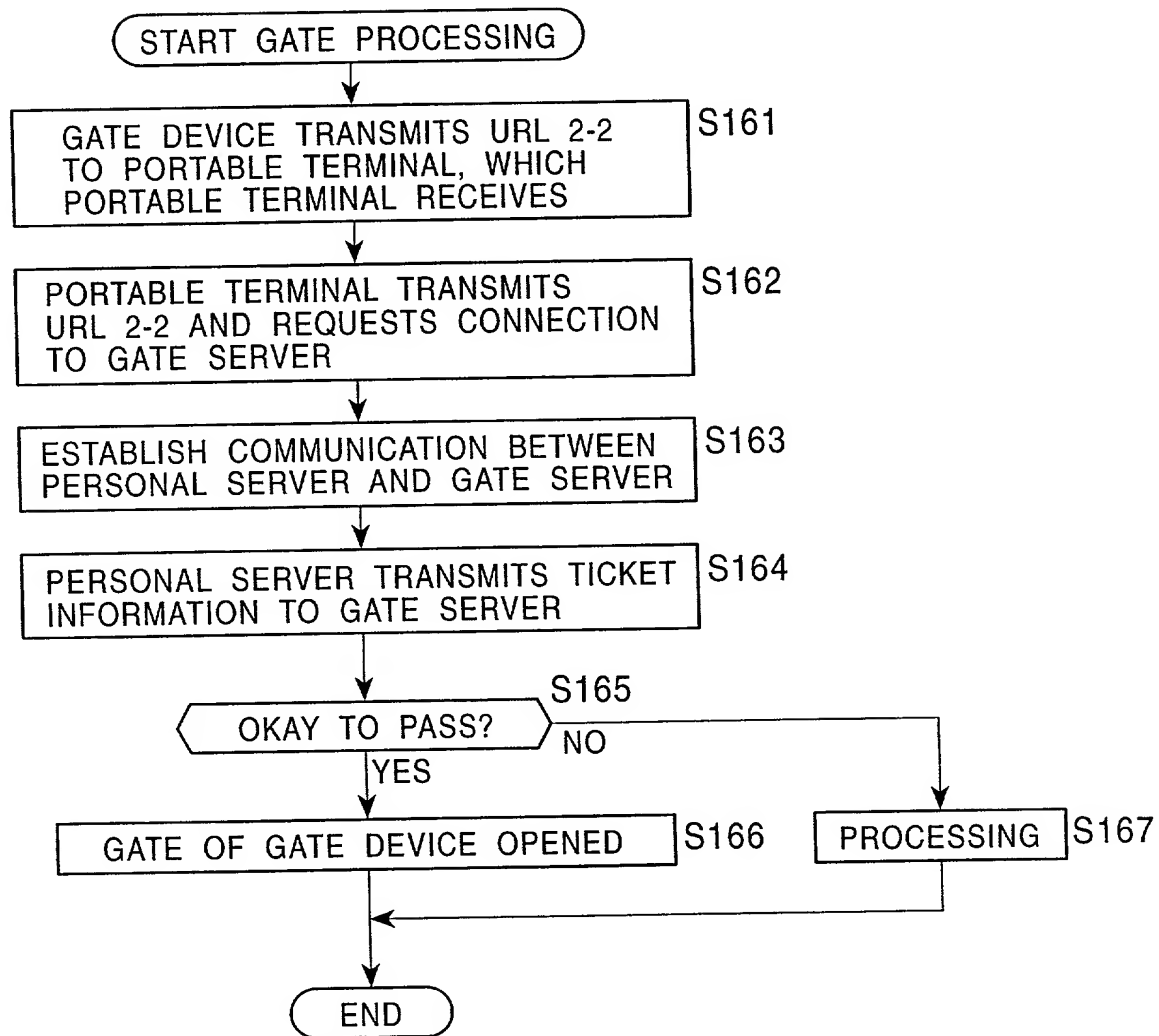 START GATE PROCESSING
GATE DEVICE TRANSMITS URL 2-2
TO PORTABLE TERMINAL, WHICH
PORTABLE TERMINAL RECEIVES
S161
PORTABLE TERMINAL TRANSMITS
URL 2-2 AND REQUESTS CONNECTION
TO GATE SERVER
S162
ESTABLISH COMMUNICATION BETWEEN
PERSONAL SERVER AND GATE SERVER
S163
PERSONAL SERVER TRANSMITS TICKET
INFORMATION TO GATE SERVER
S164
S165
OKAY TO PASS?
NO
YES
GATE OF GATE DEVICE OPENED
S166
PROCESSING
S167
END